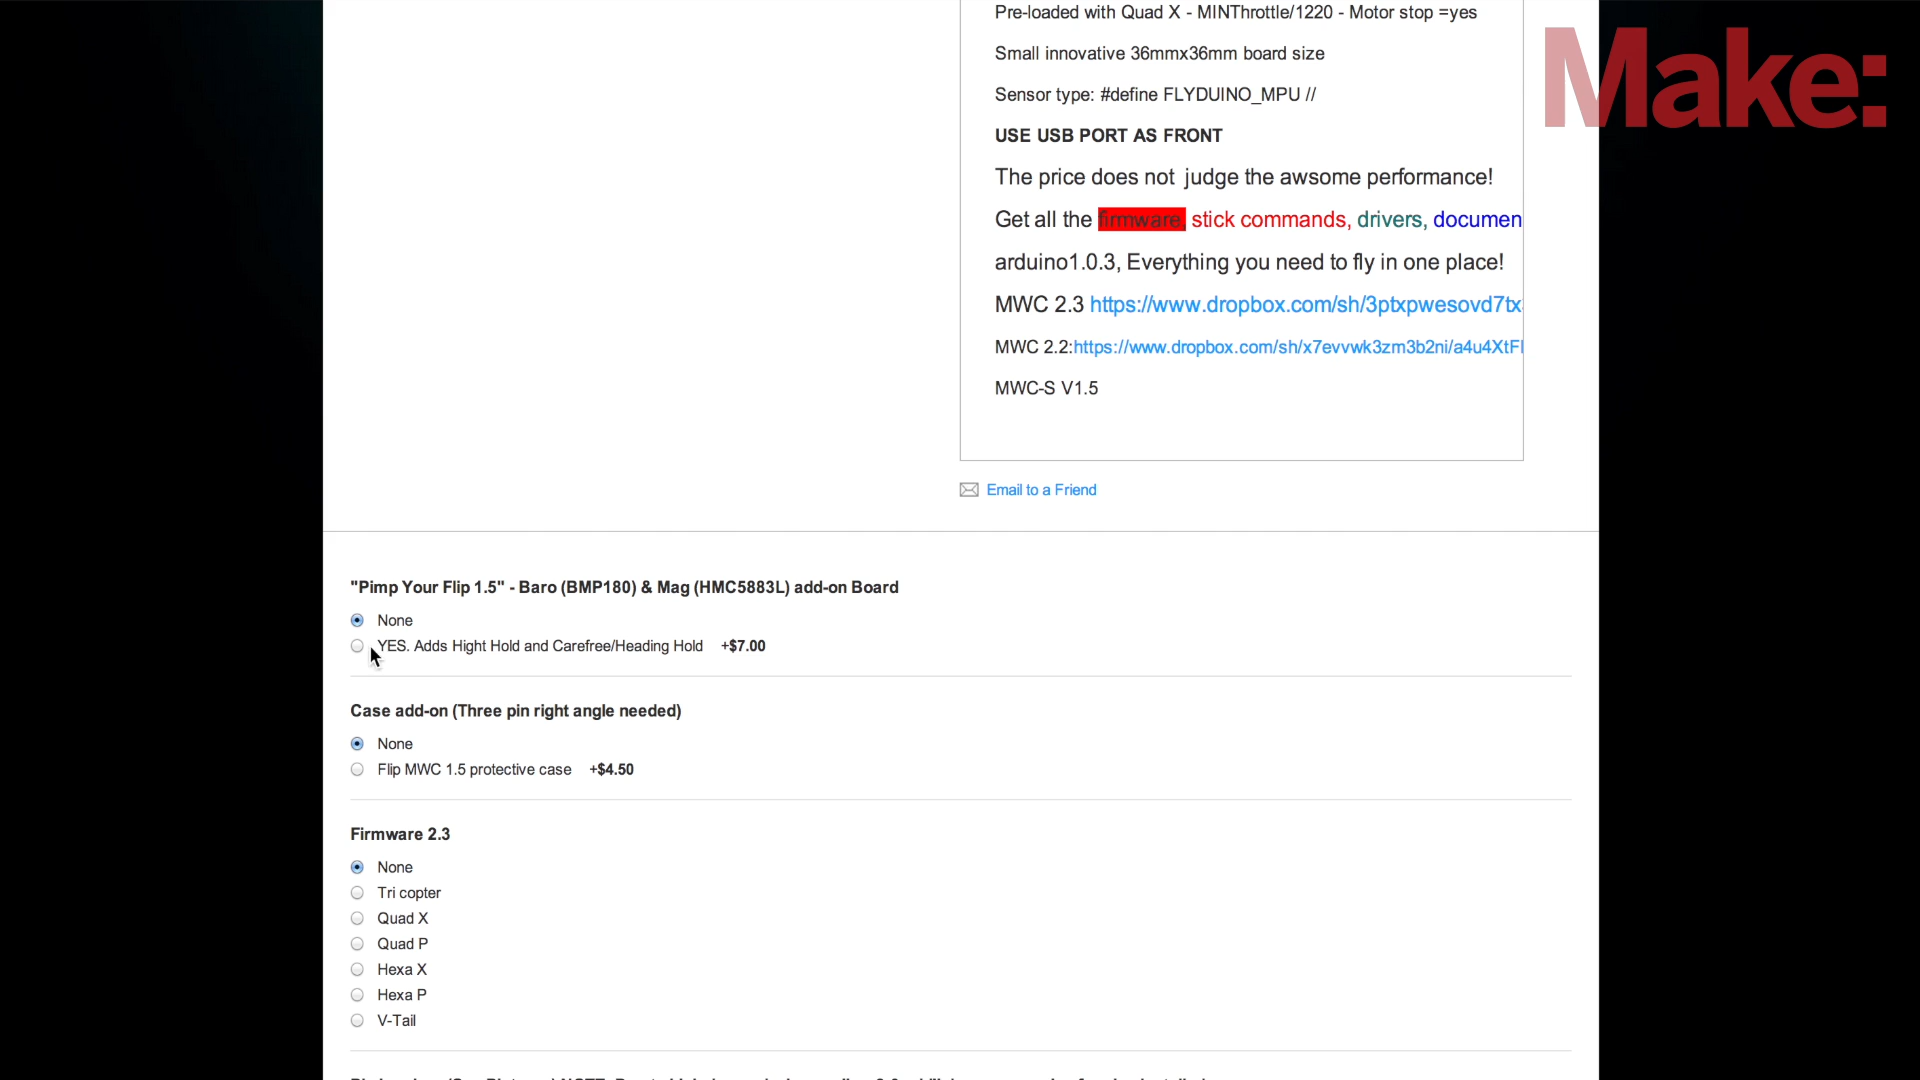 Pre-loaded with Quad X - MINThrottle/1220 - Motor stop =yes
Small innovative 36mmx36mm board size
Sensor type: #define FLYDUINO_MPU //
USE USB PORT AS FRONT
The price does not judge the awsome performance!
Get all the firmware, stick commands, drivers, documen
arduino1.0.3, Everything you need to fly in one place!
MWC 2.3 https://www.dropbox.com/sh/3ptxpwesovd7tx
MWC 2.2:https://www.dropbox.com/sh/x7evvwk3zm3b2ni/a4u4XtFl
MWC-S V1.5
Make:
Email to a Friend
"Pimp Your Flip 1.5" - Baro (BMP180) & Mag (HMC5883L) add-on Board
None
YES. Adds Hight Hold and Carefree/Heading Hold +$7.00
Case add-on (Three pin right angle needed)
None
Flip MWC 1.5 protective case +$4.50
Firmware 2.3
None
Tri copter
Quad X
Quad P
Hexa X
Hexa P
V-Tail